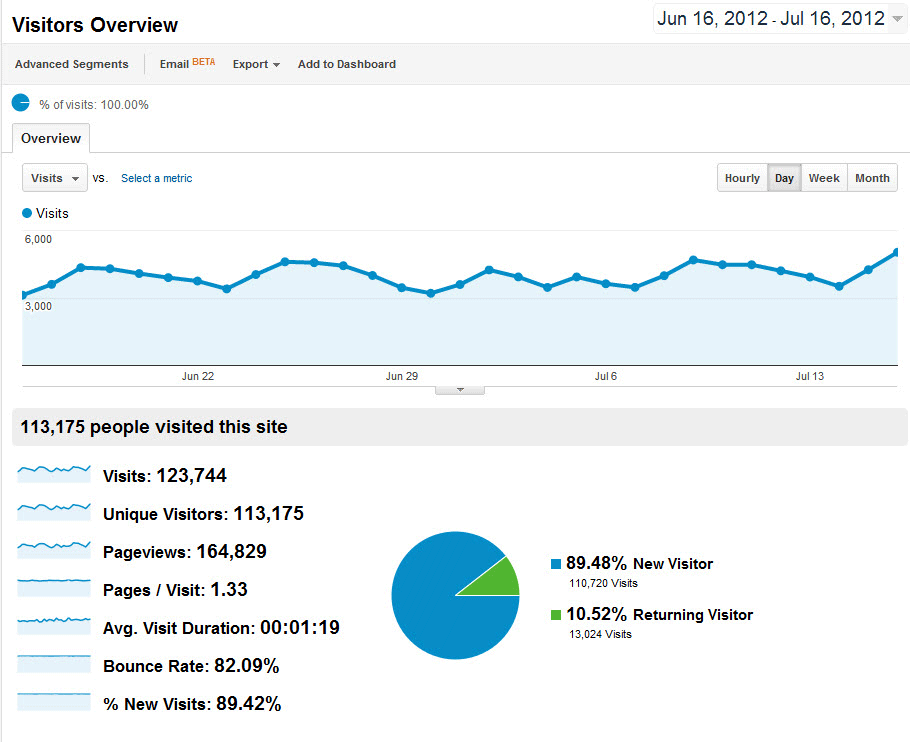 Visitors Overview
Jun 16, 2012 - Jul 16, 2012
Advanced Segments Email BETA Export Add to Dashboard
% of visits: 100.00%
Overview
Visits vs. Select a metric
Hourly Day Week Month
Visits
6,000
3,000
Jun 22 Jun 29 Jul 6 Jul 13
113,175 people visited this site
Visits: 123,744
Unique Visitors: 113,175
Pageviews: 164,829
Pages / Visit: 1.33
Avg. Visit Duration: 00:01:19
Bounce Rate: 82.09%
% New Visits: 89.42%
89.48% New Visitor
110,720 Visits
10.52% Returning Visitor
13,024 Visits